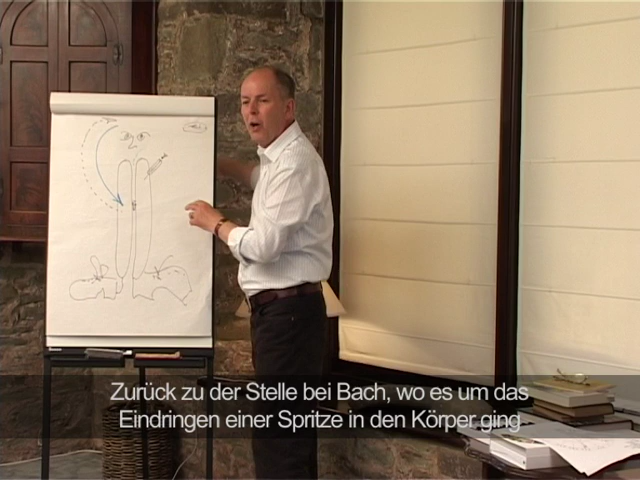 Zurück zu der Stelle bei Bach, wo es um das
Eindringen einer Spritze in den Körper ging